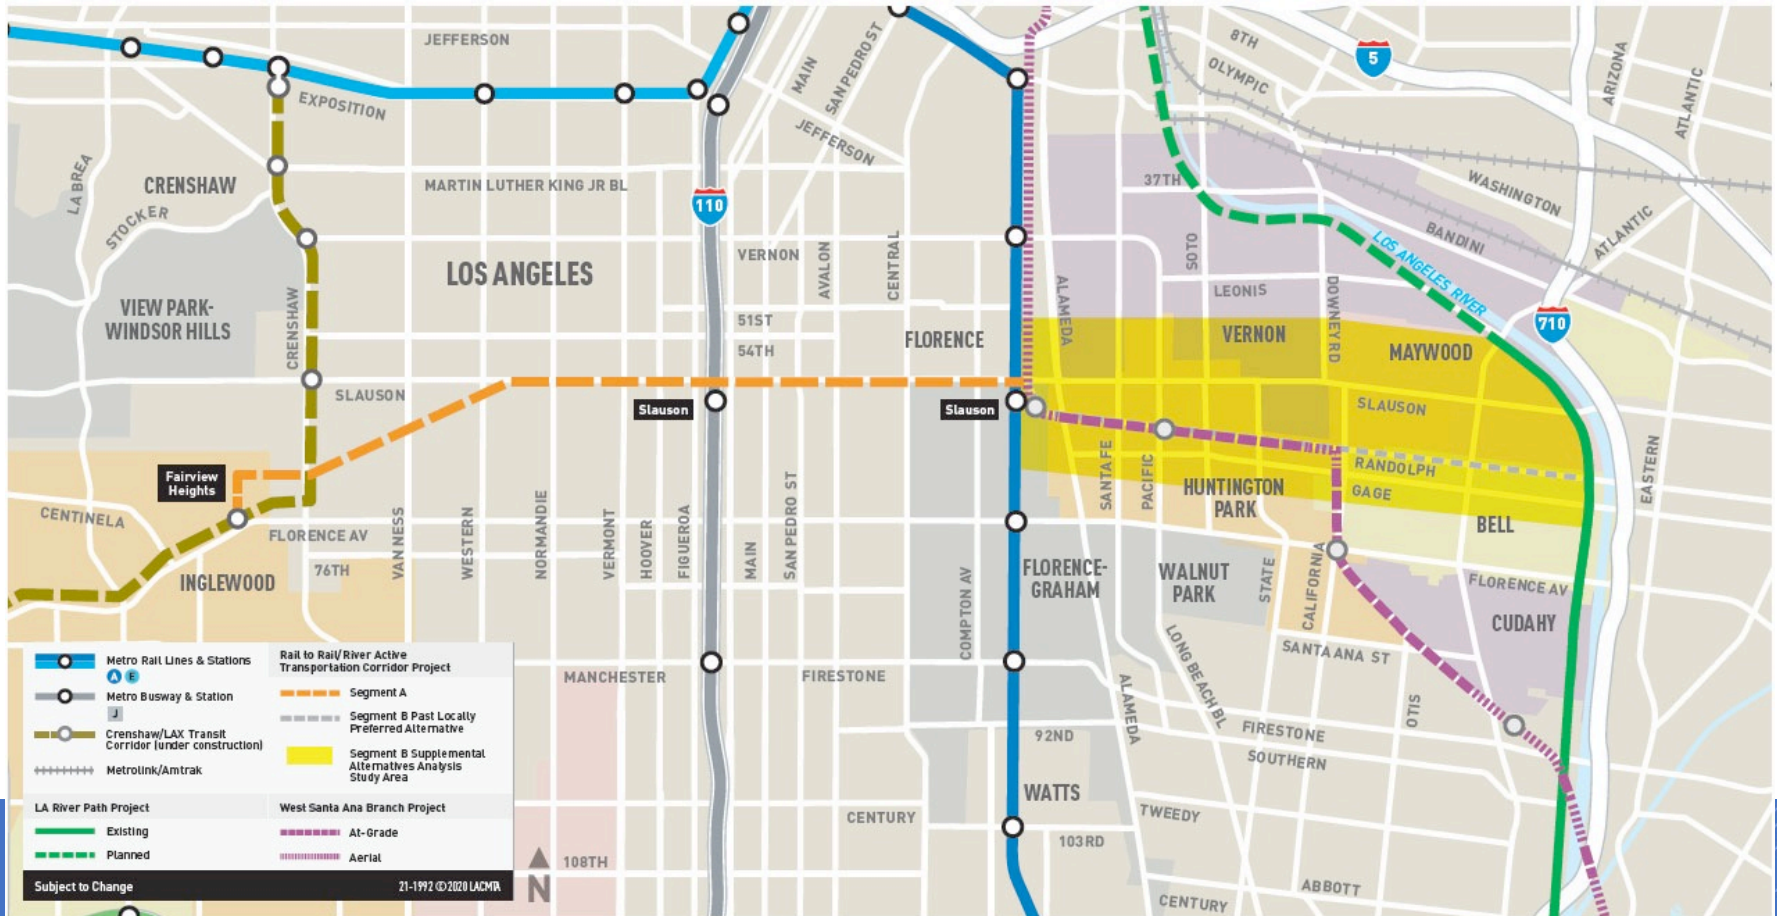 JEFFERSON
8TH
5
OLYMPIC
ARIZONA
ATLANTIC
MAIN
SAN PEDRO ST
EXPOSITION
JEFFERSON
LA BREA
CRENSHAW
MARTIN LUTHER KING JR BL
110
37TH
WASHINGTON
STOCKER
BANDINI
ATLANTIC
LOS ANGELES
VERNON
AVALON
CENTRAL
SOTO
LOS ANGELES RIVER
VIEW PARK-
WINDSOR HILLS
CRENSHAW
51ST
54TH
FLORENCE
ALAMEDA
LEONIS
DOWNEY RD
VERNON
MAYWOOD
710
SLAUSON
Slauson
Slauson
SLAUSON
Fairview
Heights
RANDOLPH
GAGE
EASTERN
SANTA FE
PACIFIC
HUNTINGTON
PARK
BELL
CENTINELA
FLORENCE AV
76TH
INGLEWOOD
VAN NESS
WESTERN
NORMANDIE
VERMONT
HOOVER
FIGUEROA
MAIN
SAN PEDRO ST
COMPTON AV
FLORENCE-
GRAHAM
WALNUT
PARK
STATE
CALIFORNIA
FLORENCE AV
CUDAHY
SANTA ANA ST
LONG BEACH BL
ALAMEDA
OTIS
MANCHESTER
FIRESTONE
FIRESTONE
SOUTHERN
92ND
WATTS
TWEEDY
CENTURY
103RD
108TH
ABBOTT
CENTURY
N
Metro Rail Lines & Stations
A E
Metro Busway & Station
J
Crenshaw/LAX Transit
Corridor (under construction)
Metrolink/Amtrak
LA River Path Project
Existing
Planned
Rail to Rail/River Active
Transportation Corridor Project
Segment A
Segment B Past Locally
Preferred Alternative
Segment B Supplemental
Alternatives Analysis
Study Area
West Santa Ana Branch Project
At-Grade
Aerial
Subject to Change
21-1992 ©2020 LACMTA